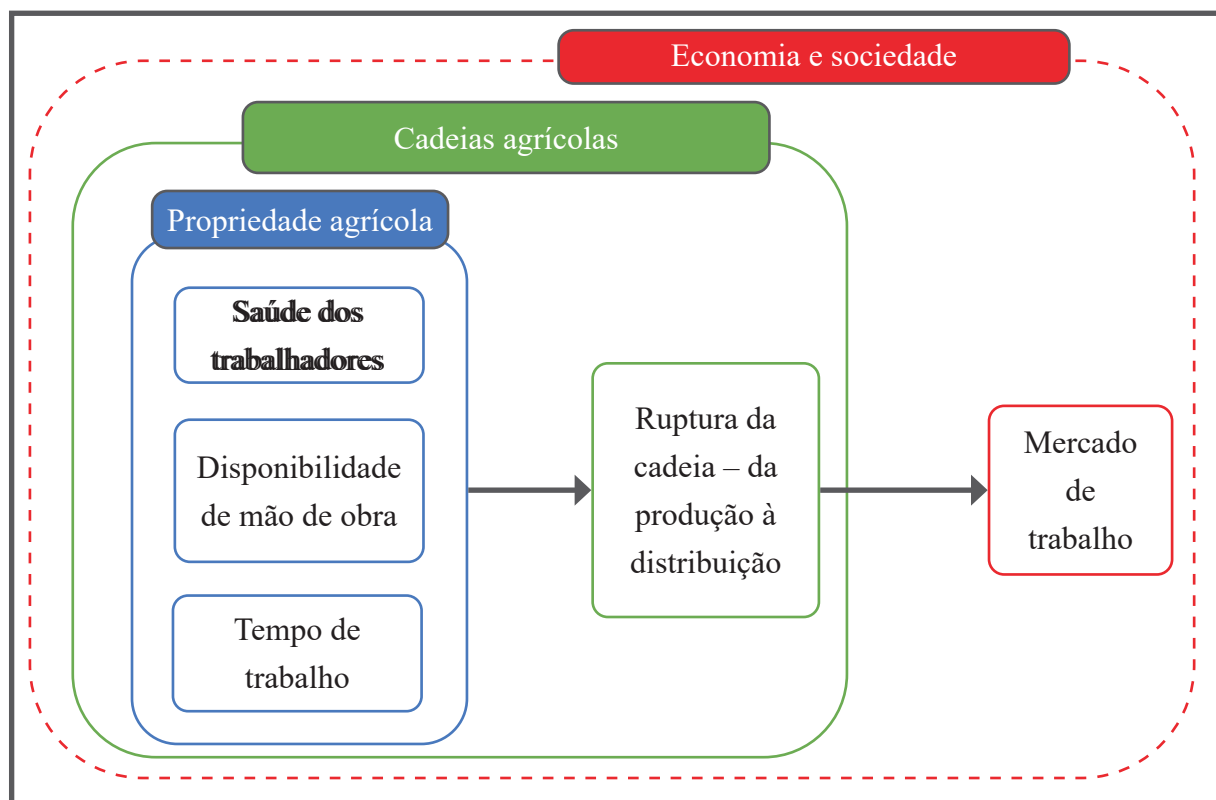 Economia e sociedade
Cadeias agrícolas
Propriedade agrícola
Saúde dos
trabalhadores
Disponibilidade
de mão de obra
Tempo de
trabalho
Ruptura da
cadeia – da
produção à
distribuição
Mercado
de
trabalho